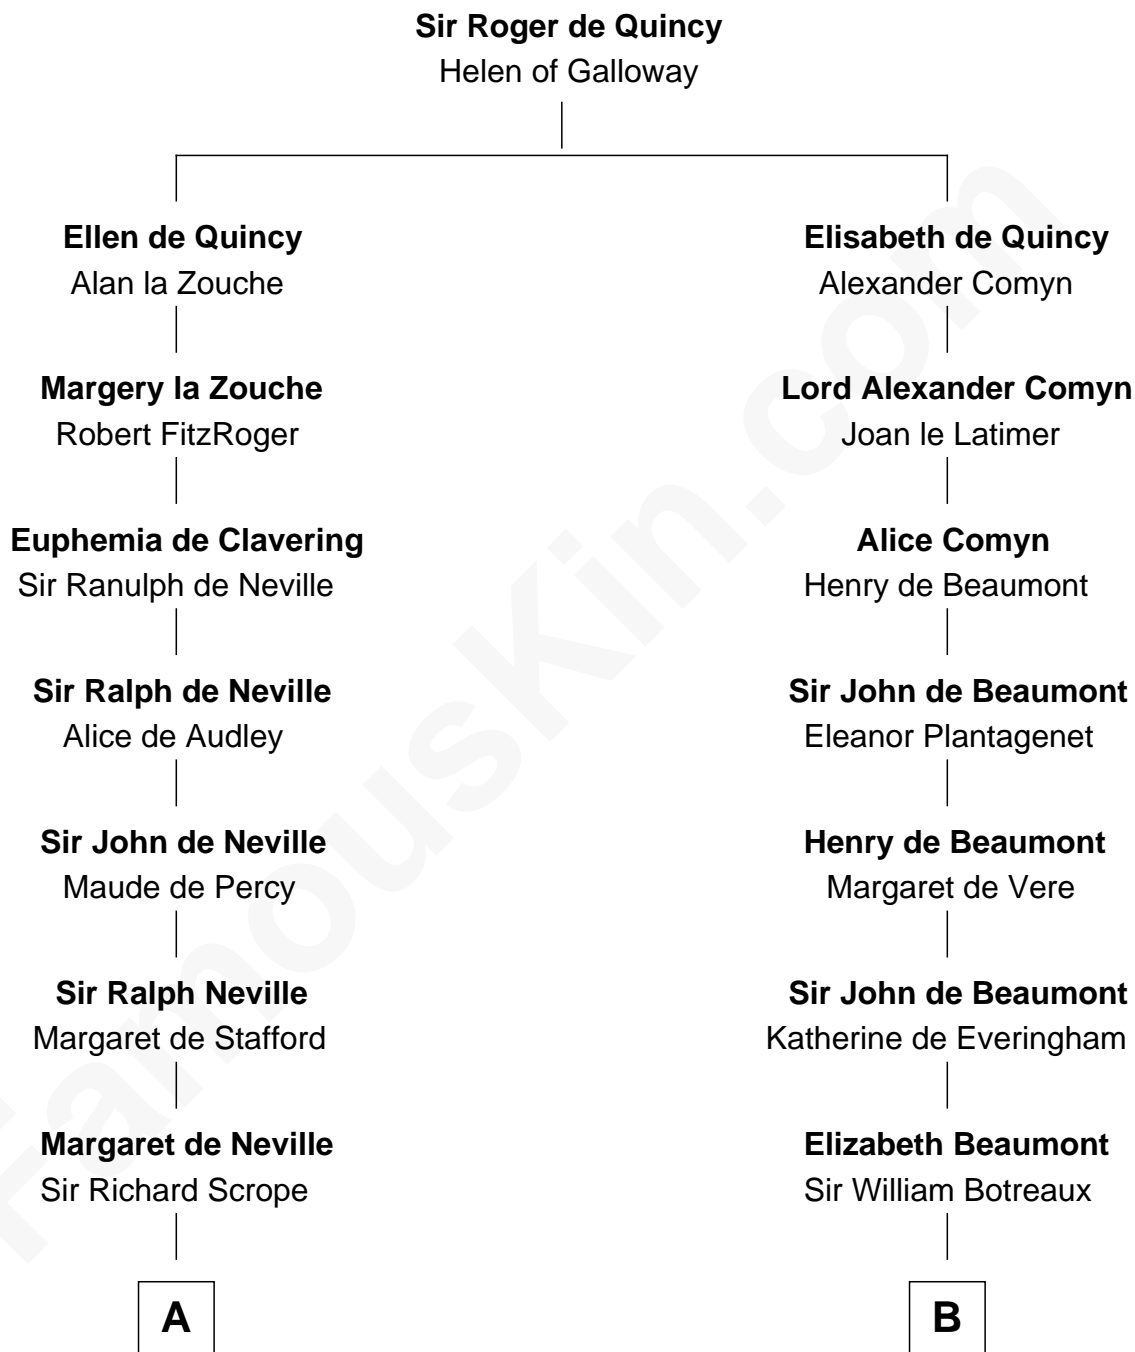 Sir Roger de Quincy
Helen of Galloway
Ellen de Quincy
Alan la Zouche
Elisabeth de Quincy
Alexander Comyn
Margery la Zouche
Robert FitzRoger
Lord Alexander Comyn
Joan le Latimer
Euphemia de Clavering
Sir Ranulph de Neville
Alice Comyn
Henry de Beaumont
Sir Ralph de Neville
Alice de Audley
Sir John de Beaumont
Eleanor Plantagenet
Sir John de Neville
Maude de Percy
Henry de Beaumont
Margaret de Vere
Sir Ralph Neville
Margaret de Stafford
Sir John de Beaumont
Katherine de Everingham
Margaret de Neville
Sir Richard Scrope
Elizabeth Beaumont
Sir William Botreaux
A
B
FamousKin.com